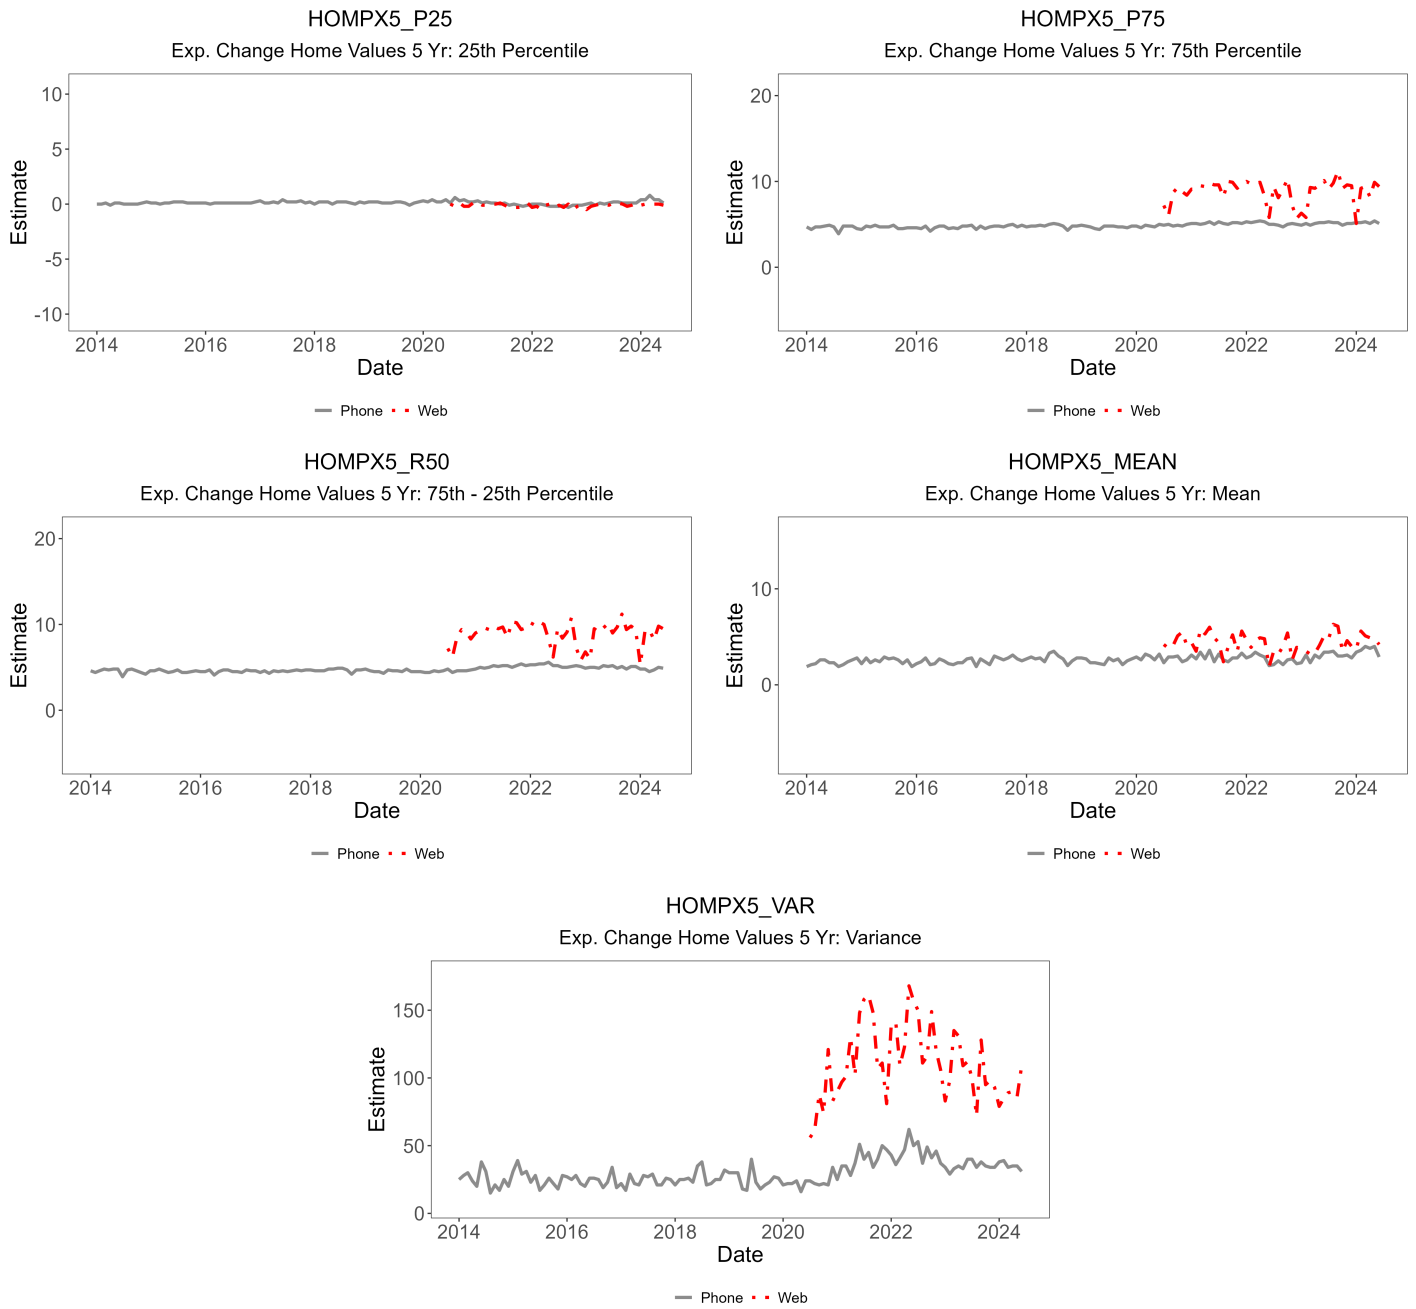 HOMPX5_P25
Exp. Change Home Values 5 Yr: 25th Percentile
10
5
0
-5
-10
Estimate
2014 2016 2018 2020 2022 2024
Date
Phone Web
HOMPX5_P75
Exp. Change Home Values 5 Yr: 75th Percentile
20
10
0
Estimate
2014 2016 2018 2020 2022 2024
Date
Phone Web
HOMPX5_R50
Exp. Change Home Values 5 Yr: 75th - 25th Percentile
20
10
0
Estimate
2014 2016 2018 2020 2022 2024
Date
Phone Web
HOMPX5_MEAN
Exp. Change Home Values 5 Yr: Mean
10
0
Estimate
2014 2016 2018 2020 2022 2024
Date
Phone Web
HOMPX5_VAR
Exp. Change Home Values 5 Yr: Variance
150
100
50
0
Estimate
2014 2016 2018 2020 2022 2024
Date
Phone Web